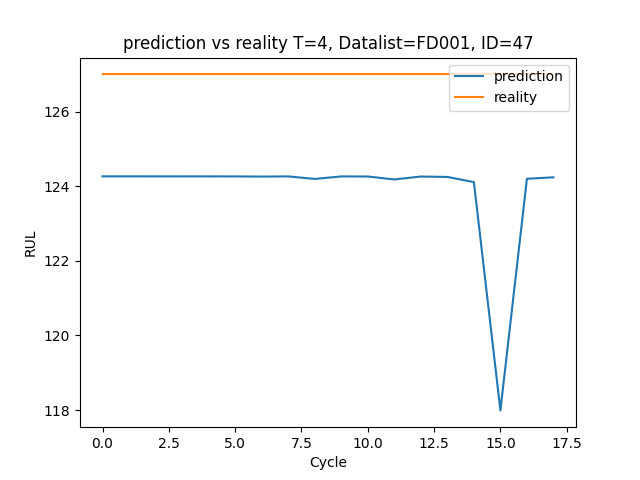 prediction vs reality T=4, Datalist=FD001, ID=47
prediction
reality
126
124
122
120
118
RUL
0.0 2.5 5.0 7.5 10.0 12.5 15.0 17.5
Cycle